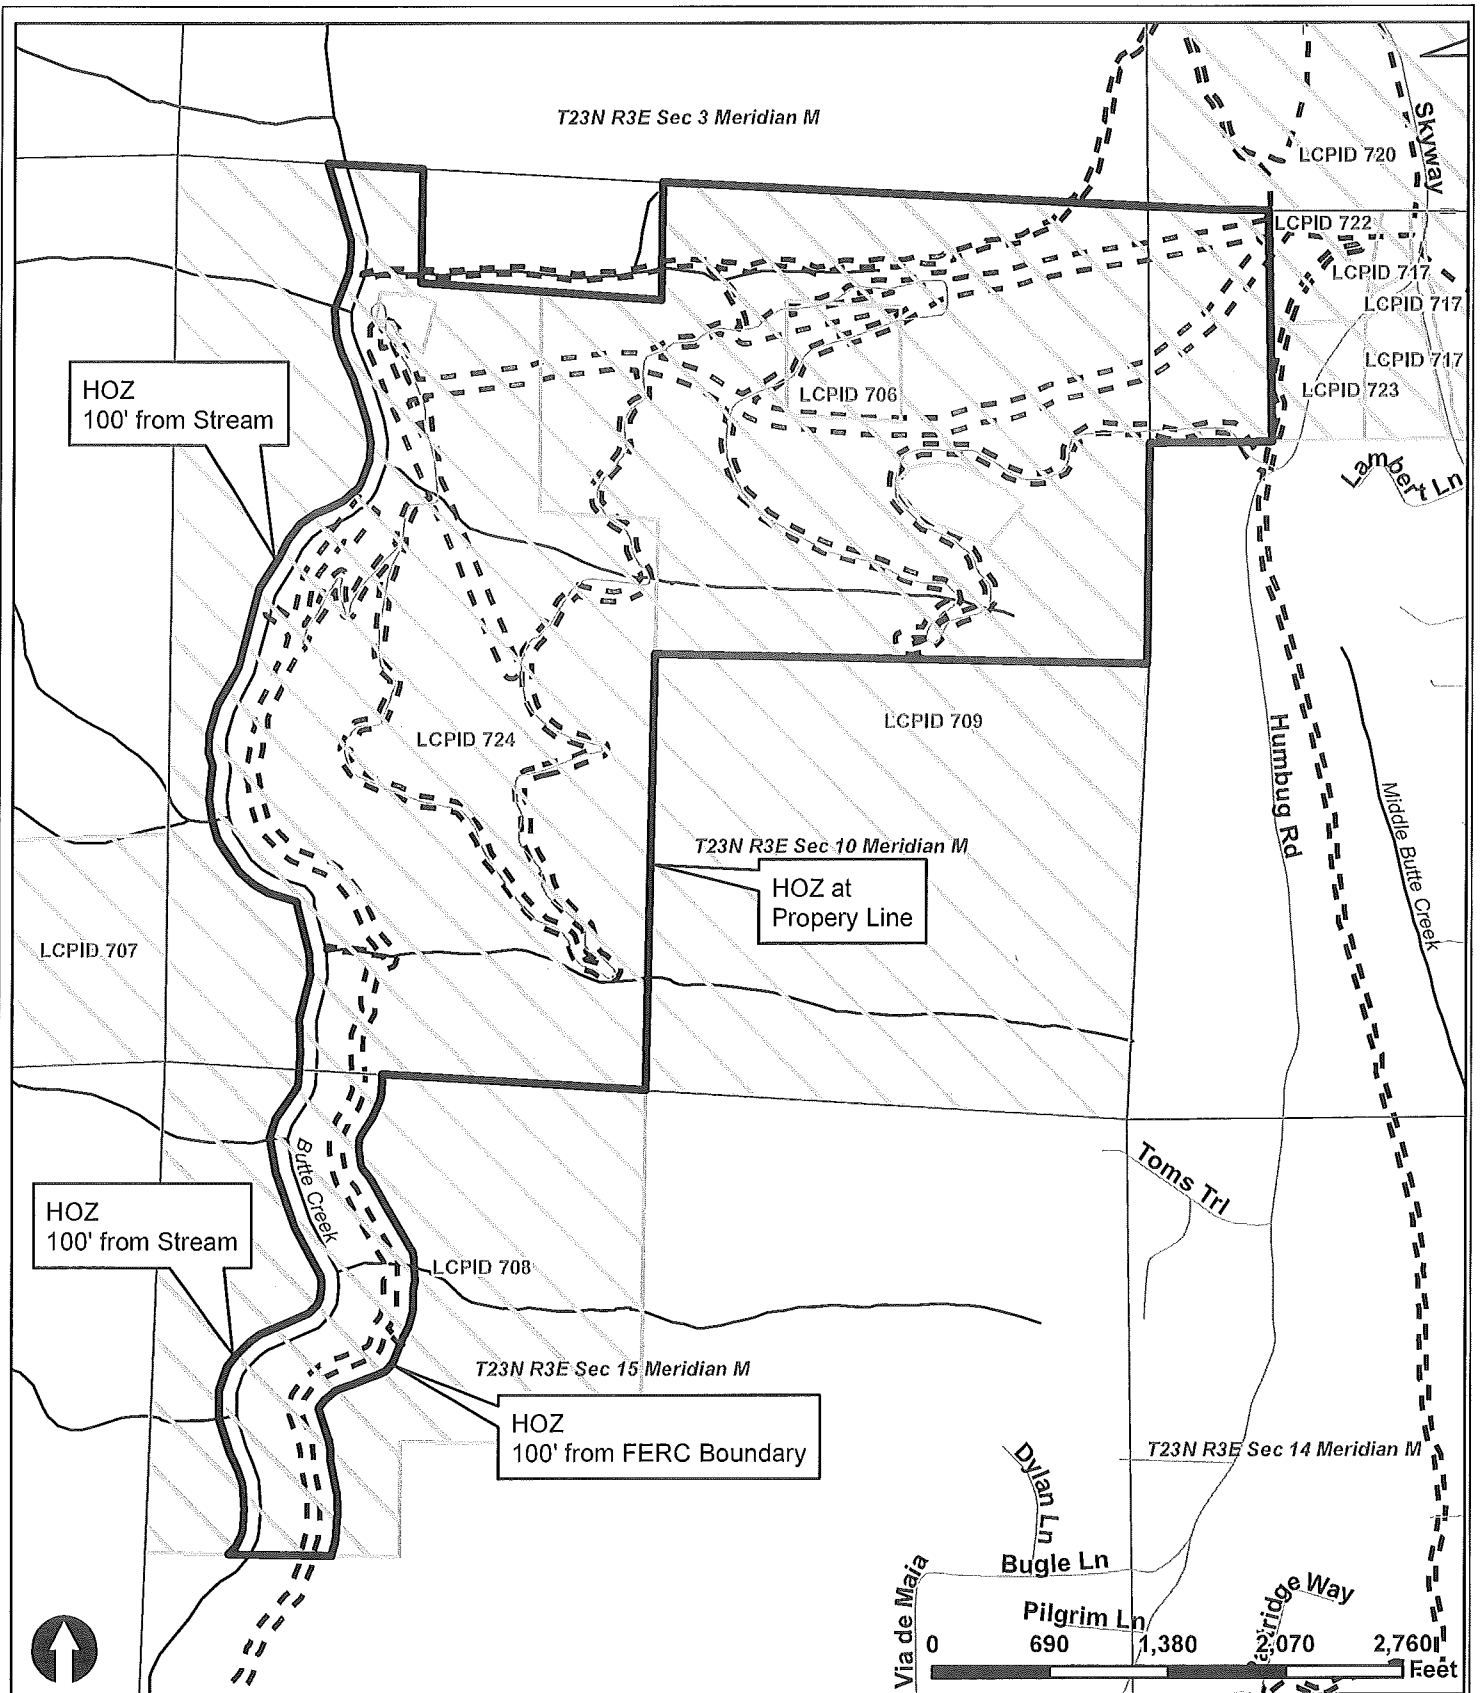 T23N R3E Sec 3 Meridian M
Skyway
LCPID 720
LCPID 722
LCPID 717
LCPID 717
LCPID 717
LCPID 723
HOZ
100' from Stream
LCPID 706
Lambert Ln
LCPID 709
LCPID 724
Humbug Rd
Middle Butte Creek
T23N R3E Sec 10 Meridian M
HOZ at
Propery Line
LCPID 707
Butte Creek
Toms Trl
HOZ
100' from Stream
LCPID 708
T23N R3E Sec 15 Meridian M
HOZ
100' from FERC Boundary
T23N R3E Sec 14 Meridian M
Dylan Ln
Bugle Ln
Via de Maia
Pilgrim Ln
ridge Way
0 690 1,380 2,070 2,760
Feet